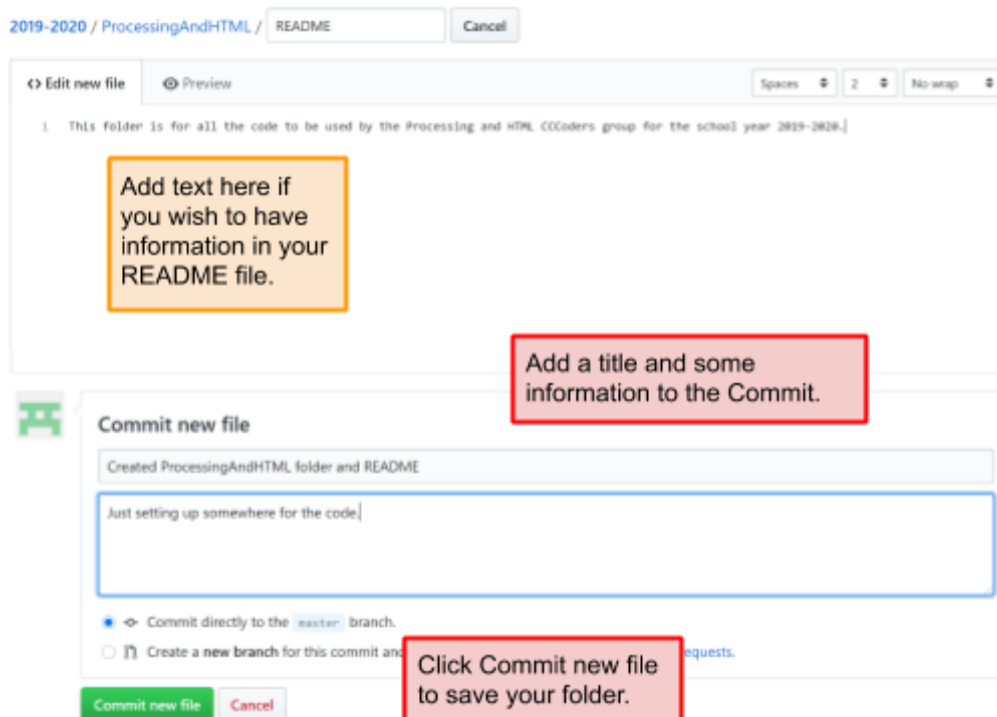 2019-2020 / ProcessingAndHTML / README Cancel
<> Edit new file Preview Spaces 2 No wrap
1 This folder is for all the code to be used by the Processing and HTML CCCoders group for the school year 2019-2020.
Add text here if
you wish to have
information in your
README file.
Add a title and some
information to the Commit.
Commit new file
Created ProcessingAndHTML folder and README
Just setting up somewhere for the code.
Commit directly to the master branch.
Create a new branch for this commit and equests.
Click Commit new file
to save your folder.
Commit new file Cancel